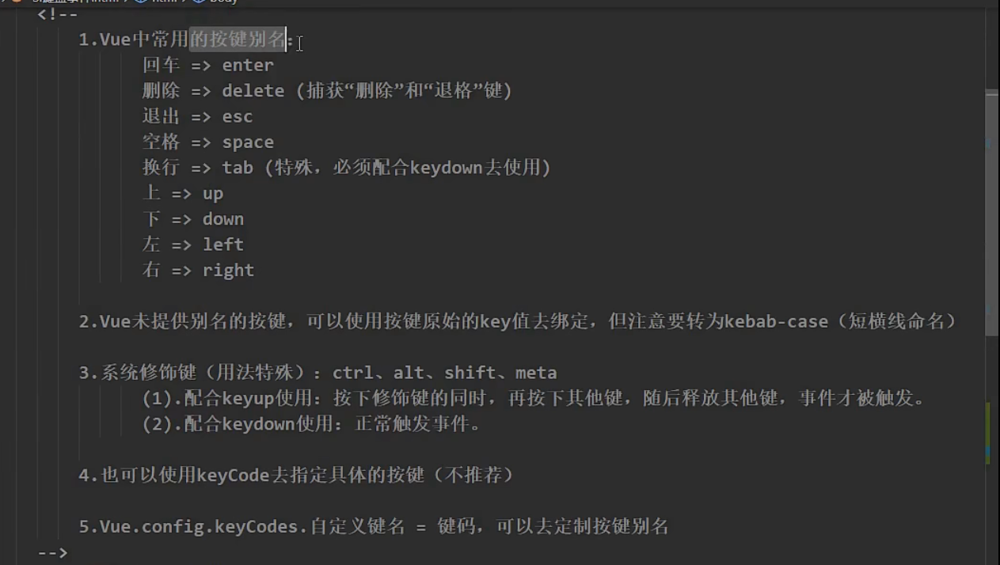 <!--
1.Vue中常用的按键别名：
回车 => enter
删除 => delete (捕获“删除”和“退格”键)
退出 => esc
空格 => space
换行 => tab (特殊，必须配合keydown去使用)
上 => up
下 => down
左 => left
右 => right
2.Vue未提供别名的按键，可以使用按键原始的key值去绑定，但注意要转为kebab-case（短横线命名）
3.系统修饰键（用法特殊）：ctrl、alt、shift、meta
(1).配合keyup使用：按下修饰键的同时，再按下其他键，随后释放其他键，事件才被触发。
(2).配合keydown使用：正常触发事件。
4.也可以使用keyCode去指定具体的按键（不推荐）
5.Vue.config.keyCodes.自定义键名 = 键码，可以去定制按键别名
-->